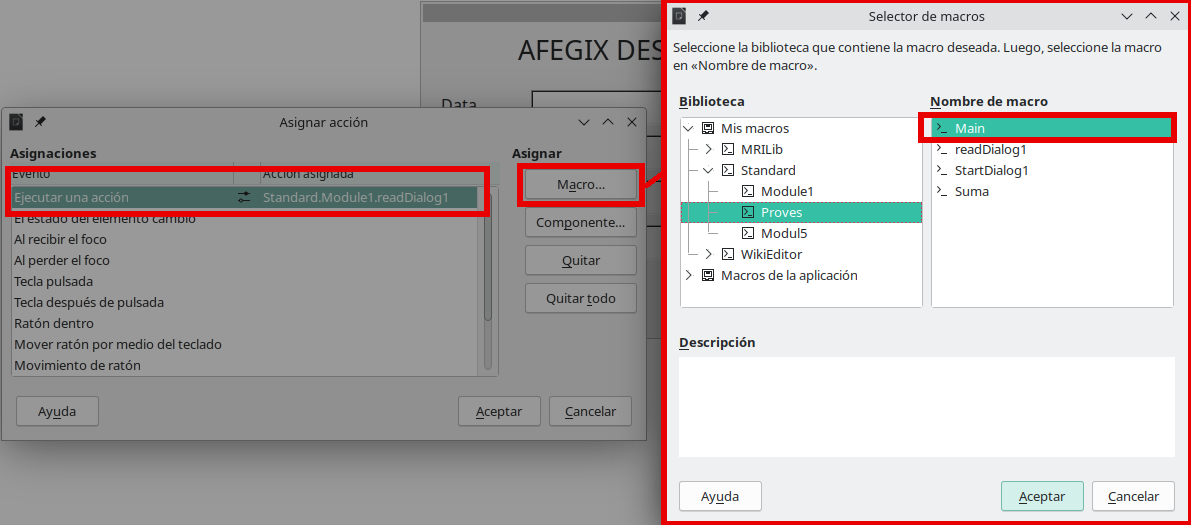 AFEGIX DES
Data
Asignar acción
Asignaciones
Evento
Acción asignada
Ejecutar una acción
Standard.Module1.readDialog1
El estado del elemento cambió
Al recibir el foco
Al perder el foco
Tecla pulsada
Tecla después de pulsada
Ratón dentro
Mover ratón por medio del teclado
Movimiento de ratón
Asignar
Macro...
Componente...
Quitar
Quitar todo
Ayuda
Aceptar
Cancelar
Selector de macros
Seleccione la biblioteca que contiene la macro deseada. Luego, seleccione la macro
en «Nombre de macro».
Biblioteca
Mis macros
MRILib
Standard
Module1
Proves
Modul5
WikiEditor
Macros de la aplicación
Nombre de macro
Main
readDialog1
StartDialog1
Suma
Descripción
Ayuda
Aceptar
Cancelar